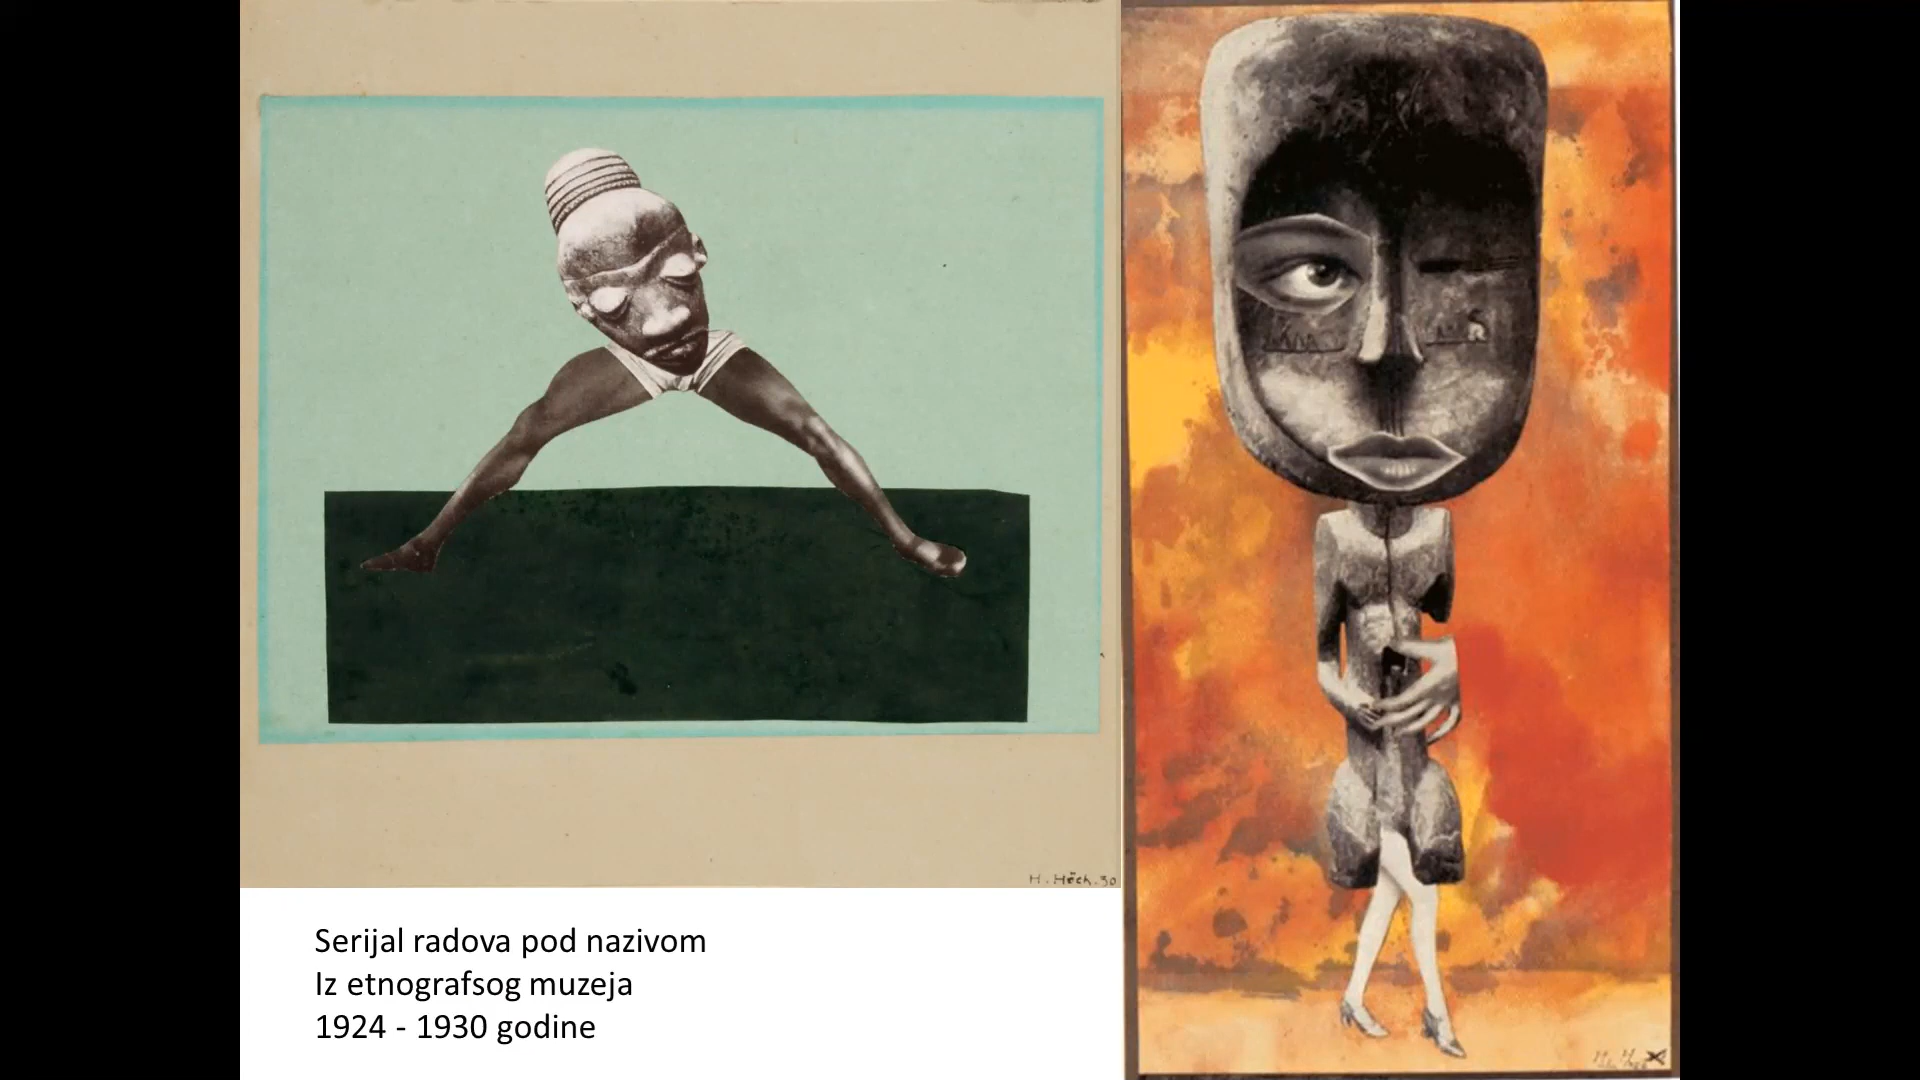 H. Höch. 30
Serijal radova pod nazivom
Iz etnografsog muzeja
1924 - 1930 godine